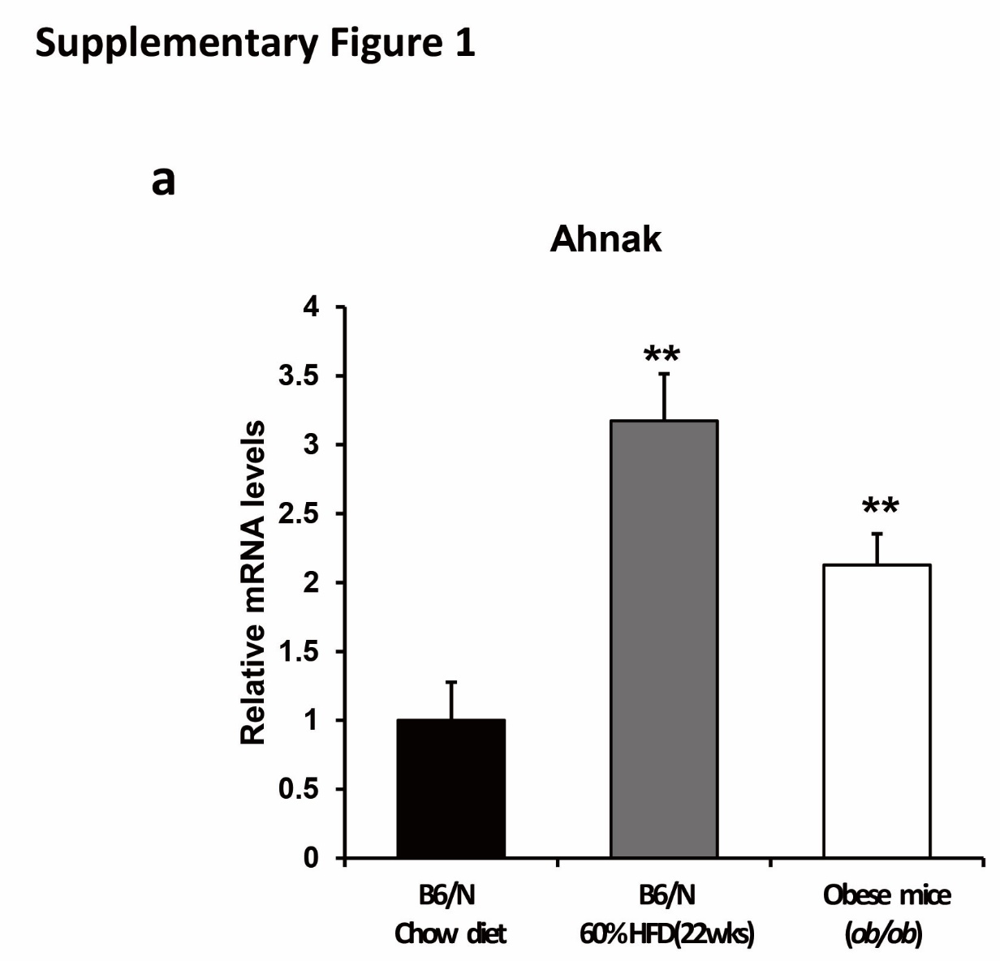 Supplementary Figure 1
a
Ahnak
Relative mRNA levels
4
3.5
3
2.5
2
1.5
1
0.5
0
**
**
B6/N
Chow diet
B6/N
60%HFD(22wks)
Obese mice
(ob/ob)